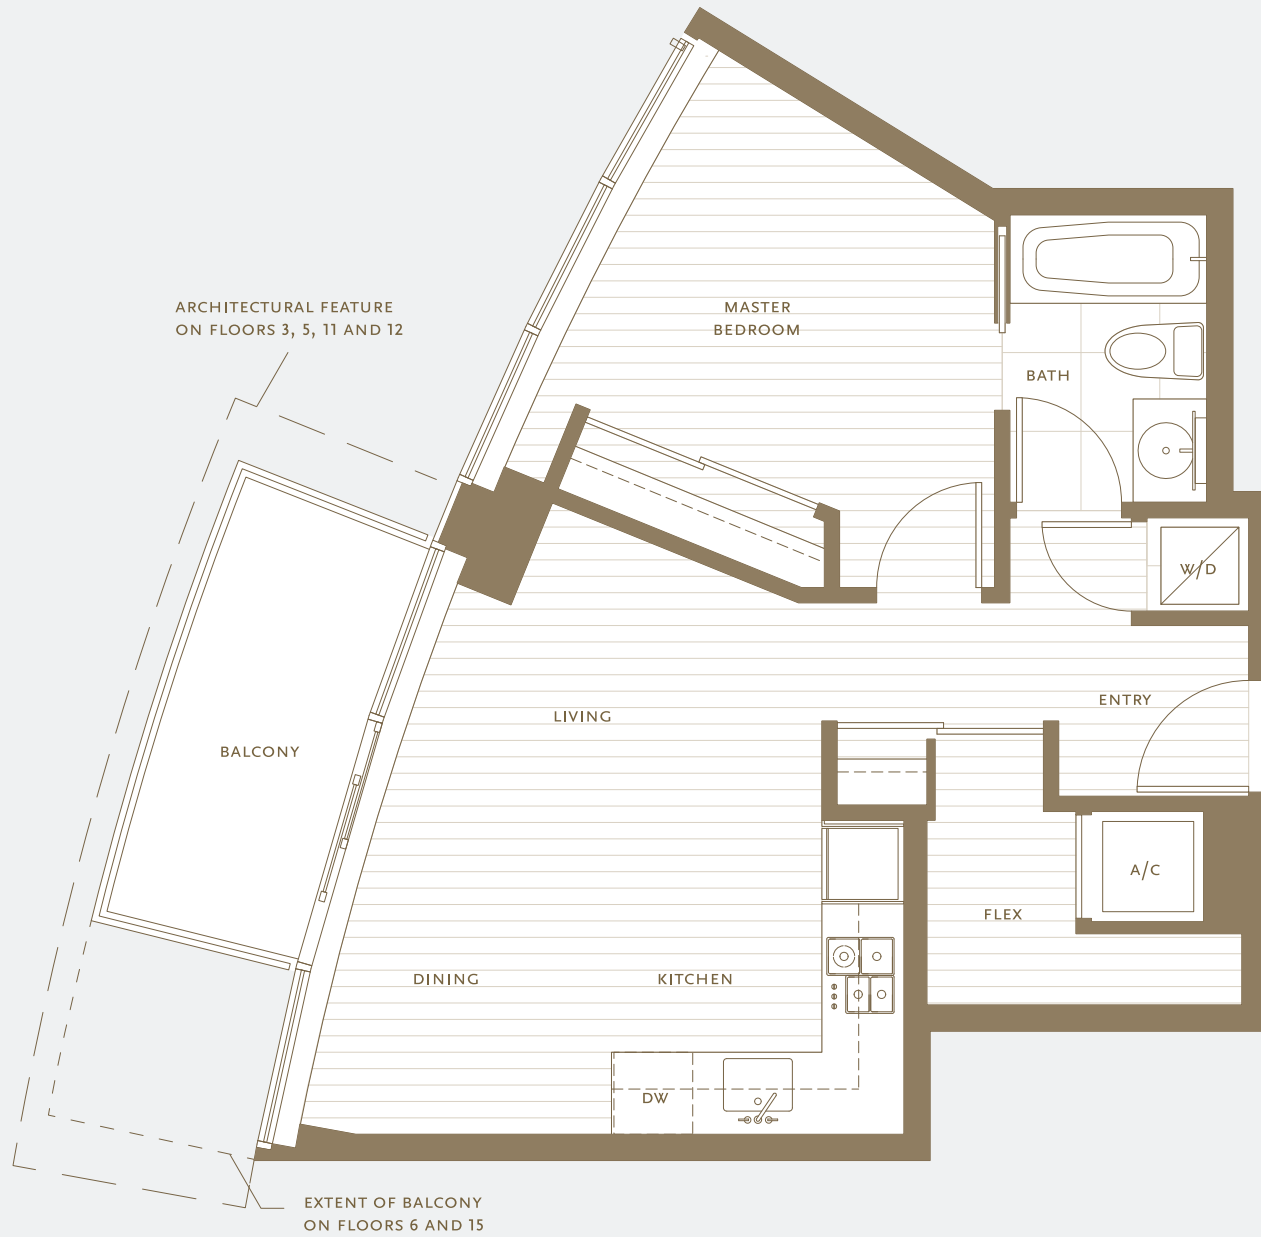 ARCHITECTURAL FEATURE
ON FLOORS 3, 5, 11 AND 12
MASTER
BEDROOM
BATH
W/D
ENTRY
LIVING
BALCONY
A/C
FLEX
DINING
KITCHEN
DW
EXTENT OF BALCONY
ON FLOORS 6 AND 15